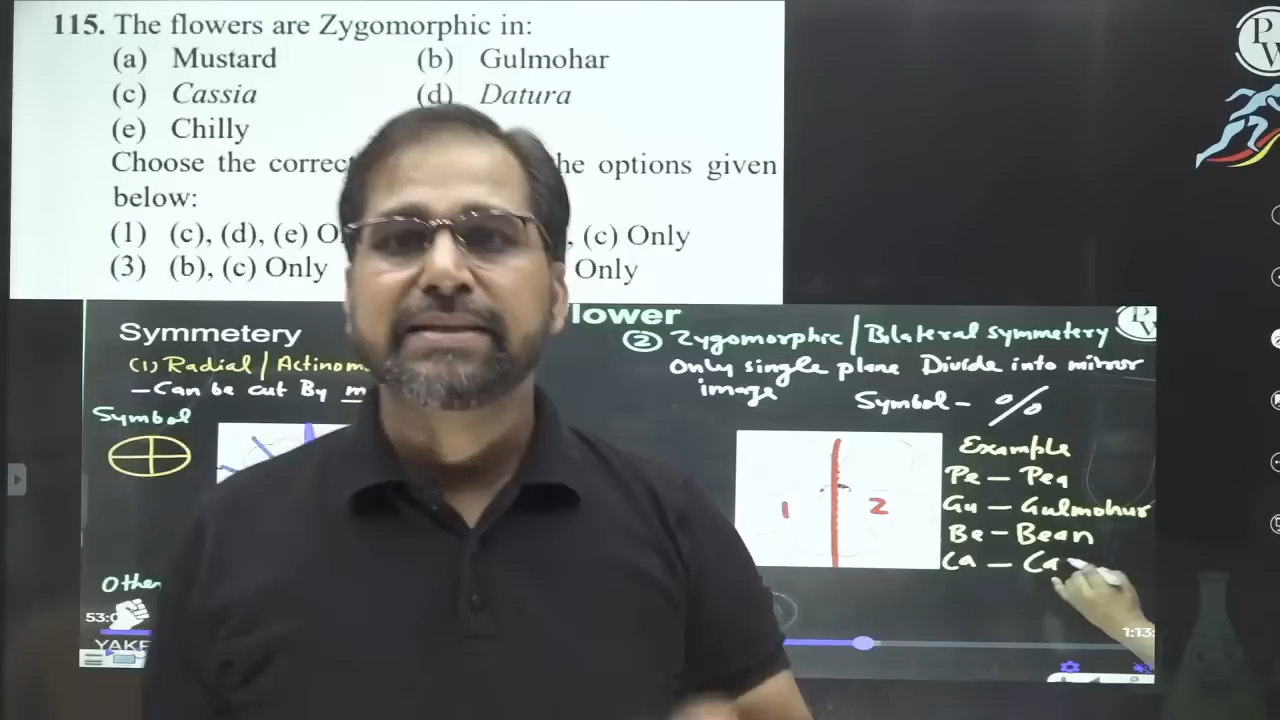 115. The flowers are Zygomorphic in:
(a) Mustard (b) Gulmohar
(c) Cassia (d) Datura
(e) Chilly
Choose the correct he options given
below:
(1) (c), (d), (e) O , (c) Only
(3) (b), (c) Only Only
PW
Symmetery
(1) Radial / Actinom
– Can be cut By m
Symbol
Other
53:0
YAKE
lower
② Zygomorphic / Bilateral symmetery
Only single plane Divide into mirror
image Symbol – %
1 2
Example
Pe – Pea
Gu – Gulmohur
Be – Bean
Ca – Ca
1:13: